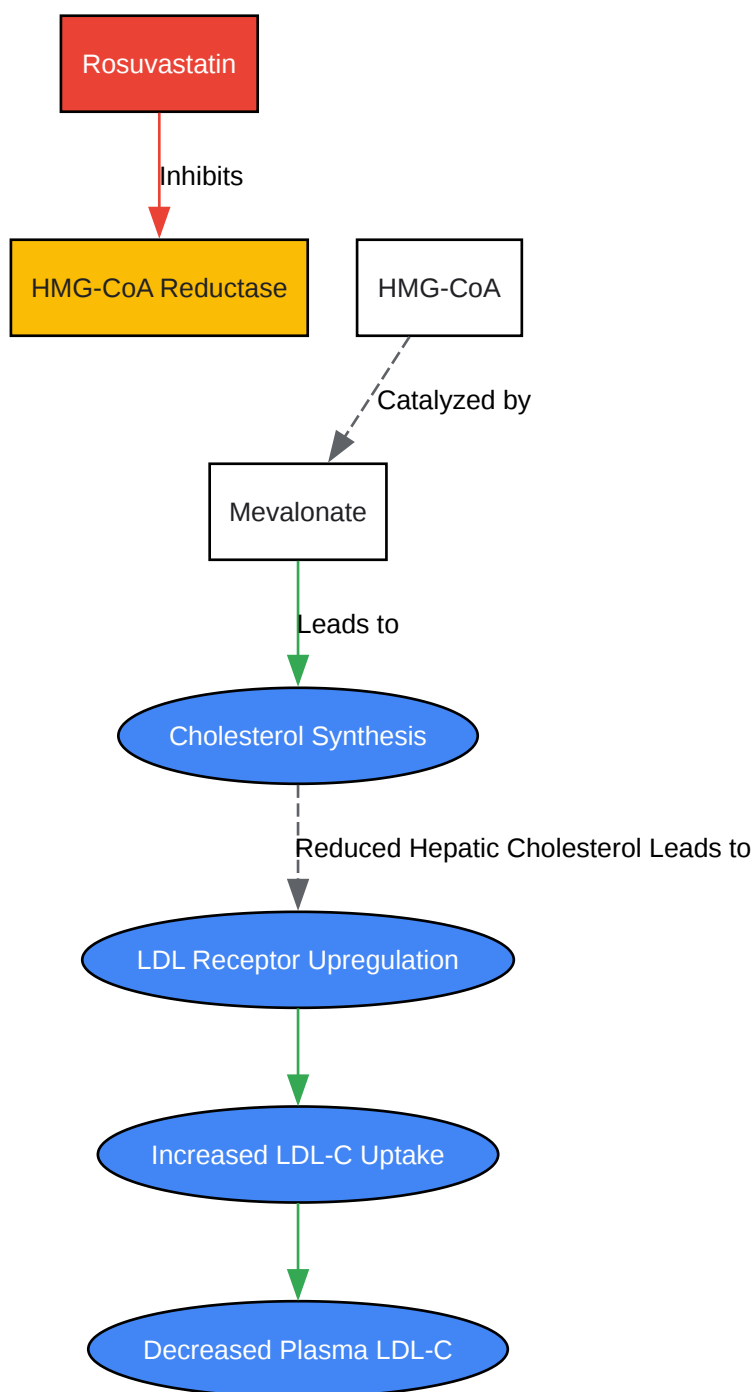 Rosuvastatin
Inhibits
HMG-CoA Reductase
HMG-CoA
Catalyzed by
Mevalonate
Leads to
Cholesterol Synthesis
Reduced Hepatic Cholesterol Leads to
LDL Receptor Upregulation
Increased LDL-C Uptake
Decreased Plasma LDL-C